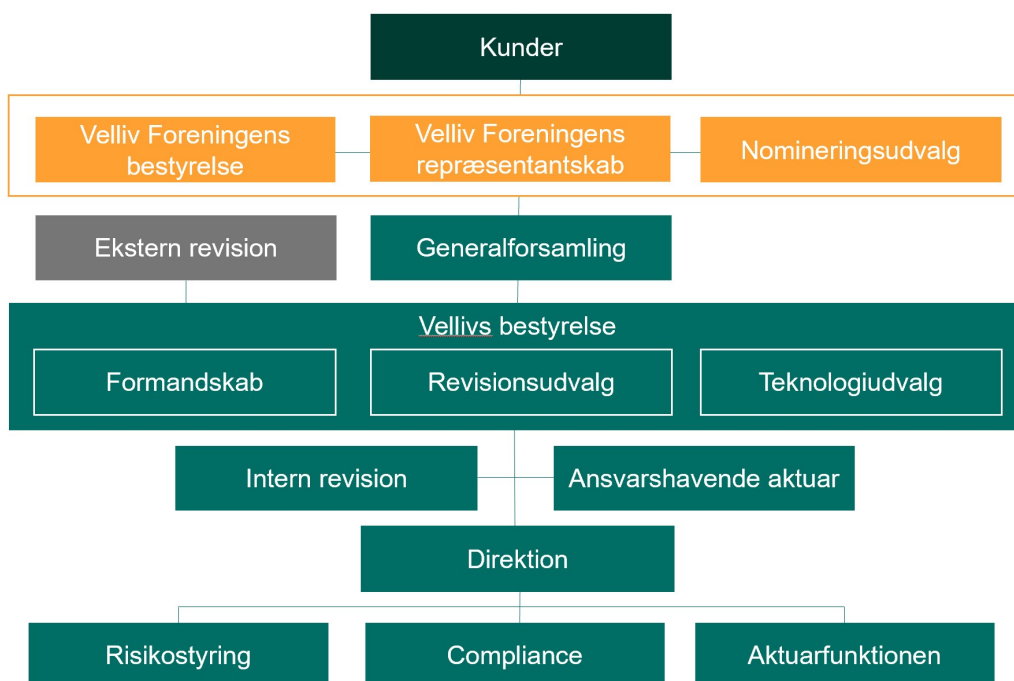 Kunder
Velliv Foreningens
bestyrelse
Velliv Foreningens
repræsentantskab
Nomineringsudvalg
Ekstern revision
Generalforsamling
Vellivs bestyrelse
Formandskab
Revisionsudvalg
Teknologiudvalg
Intern revision
Ansvarshavende aktuar
Direktion
Risikostyring
Compliance
Aktuarfunktionen